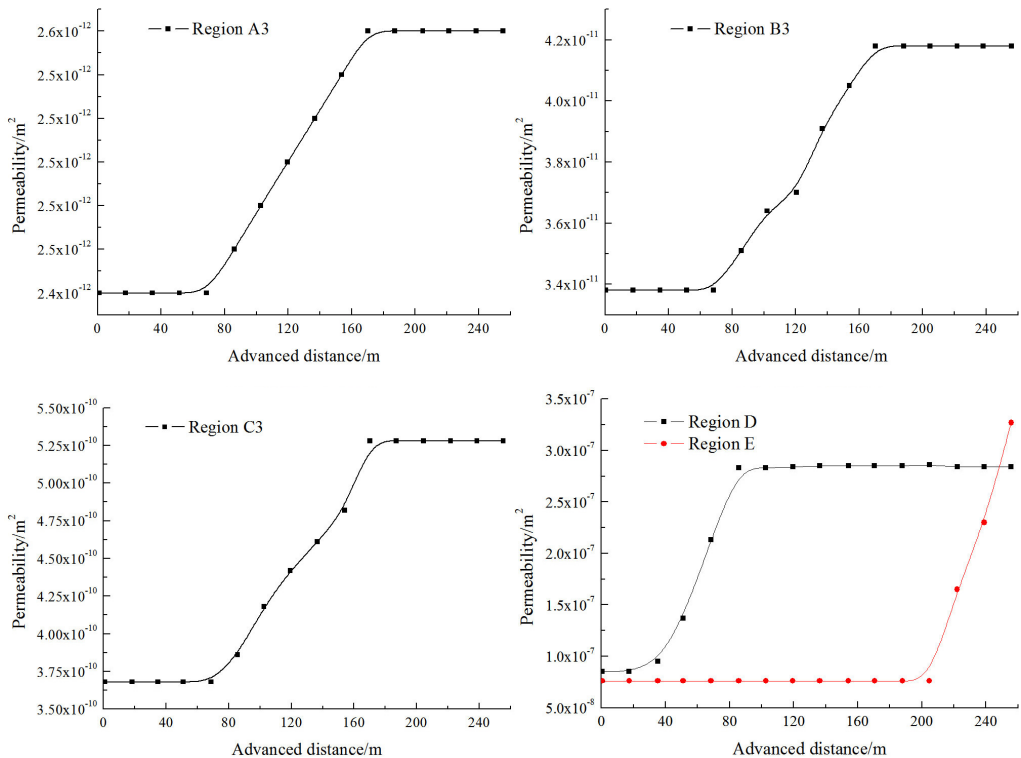 Region A3
2.6x10⁻¹²
2.5x10⁻¹²
2.5x10⁻¹²
2.5x10⁻¹²
2.5x10⁻¹²
2.5x10⁻¹²
2.4x10⁻¹²
Permeability/m²
0 40 80 120 160 200 240
Advanced distance/m
Region B3
4.2x10⁻¹¹
4.0x10⁻¹¹
3.8x10⁻¹¹
3.6x10⁻¹¹
3.4x10⁻¹¹
Permeability/m²
0 40 80 120 160 200 240
Advanced distance/m
Region C3
5.50x10⁻¹⁰
5.25x10⁻¹⁰
5.00x10⁻¹⁰
4.75x10⁻¹⁰
4.50x10⁻¹⁰
4.25x10⁻¹⁰
4.00x10⁻¹⁰
3.75x10⁻¹⁰
3.50x10⁻¹⁰
Permeability/m²
0 40 80 120 160 200 240
Advanced distance/m
Region D
Region E
3.5x10⁻⁷
3.0x10⁻⁷
2.5x10⁻⁷
2.0x10⁻⁷
1.5x10⁻⁷
1.0x10⁻⁷
5.0x10⁻⁸
Permeability/m²
0 40 80 120 160 200 240
Advanced distance/m